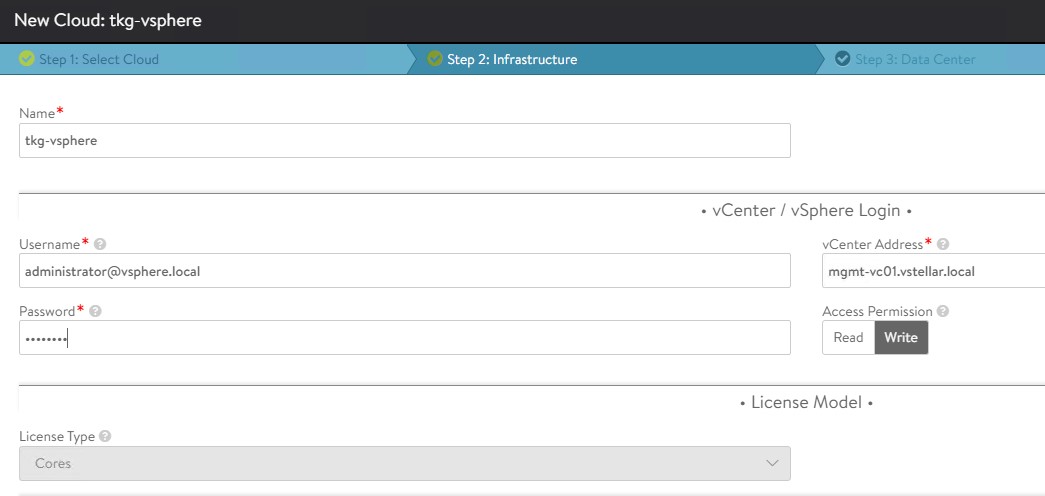 New Cloud: tkg-vsphere
Step 1: Select Cloud
Step 2: Infrastructure
Step 3: Data Center
Name*
tkg-vsphere
• vCenter / vSphere Login •
Username* ?
vCenter Address* ?
administrator@vsphere.local
mgmt-vc01.vstellar.local
Password* ?
Access Permission ?
••••••••
Read Write
• License Model •
License Type ?
Cores